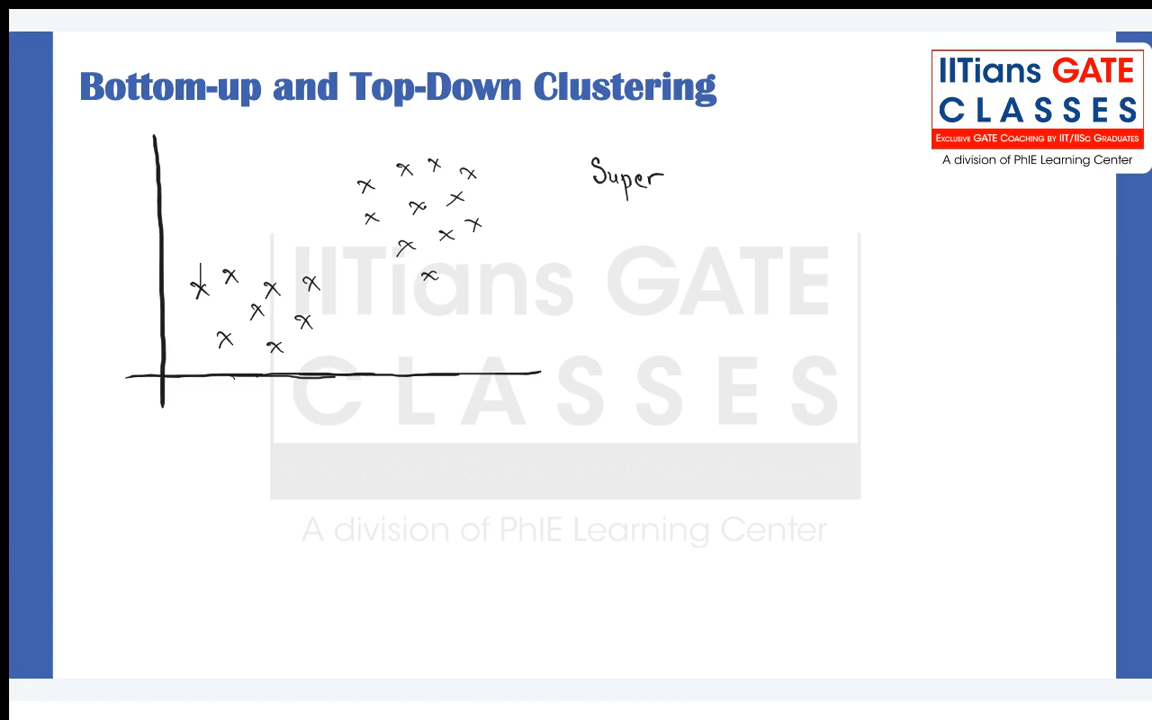 Bottom-up and Top-Down Clustering
IITians GATE
CLASSES
EXCLUSIVE GATE COACHING BY IIT/IISC GRADUATES
A division of PhIE Learning Center
Super
IITians GATE
CLASSES
A division of PhIE Learning Center